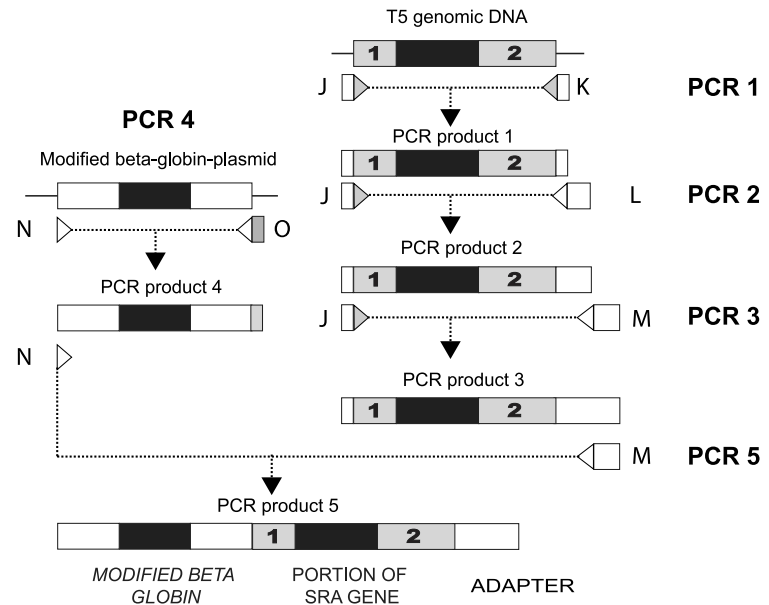 T5 genomic DNA
1 2
J K PCR 1
PCR 4
PCR product 1
Modified beta-globin-plasmid
1 2
J L PCR 2
N O
PCR product 2
1 2
PCR product 4
J M PCR 3
N
PCR product 3
1 2
M PCR 5
PCR product 5
1 2
MODIFIED BETA GLOBIN
PORTION OF SRA GENE
ADAPTER